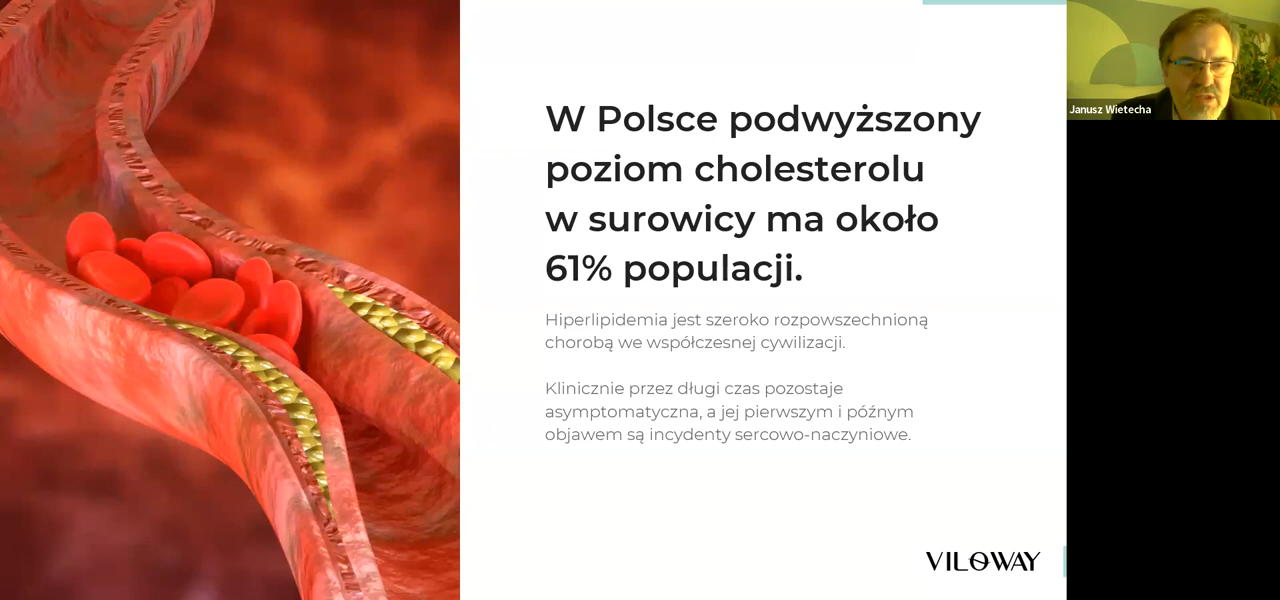 W Polsce podwyższony
poziom cholesterolu
w surowicy ma około
61% populacji.
Hiperlipidemia jest szeroko rozpowszechnioną
chorobą we współczesnej cywilizacji.
Klinicznie przez długi czas pozostaje
asymptomatyczna, a jej pierwszym i późnym
objawem są incydenty sercowo-naczyniowe.
VILOWAY
Janusz Wietecha